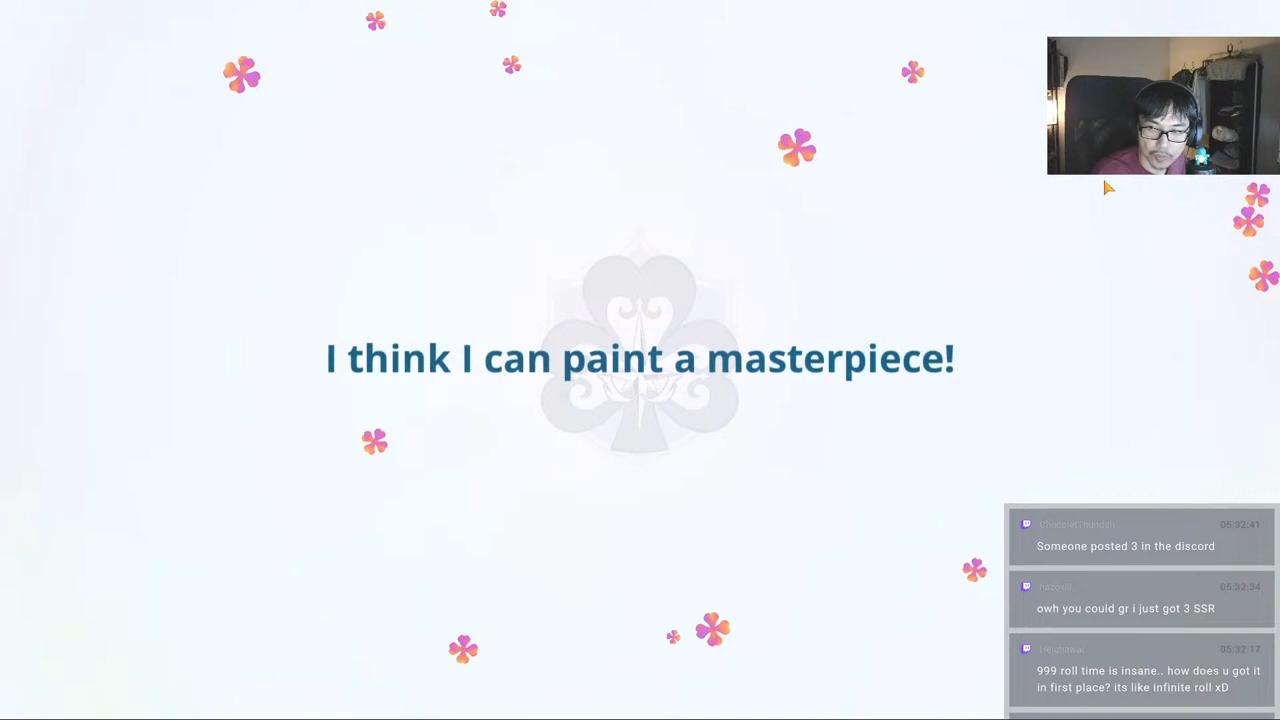 I think I can paint a masterpiece!
ChocoletThundah 05:32:41
Someone posted 3 in the discord
05:32:34
owh you could gr i just got 3 SSR
05:32:17
999 roll time is insane.. how does u got it
in first place? its like infinite roll xD